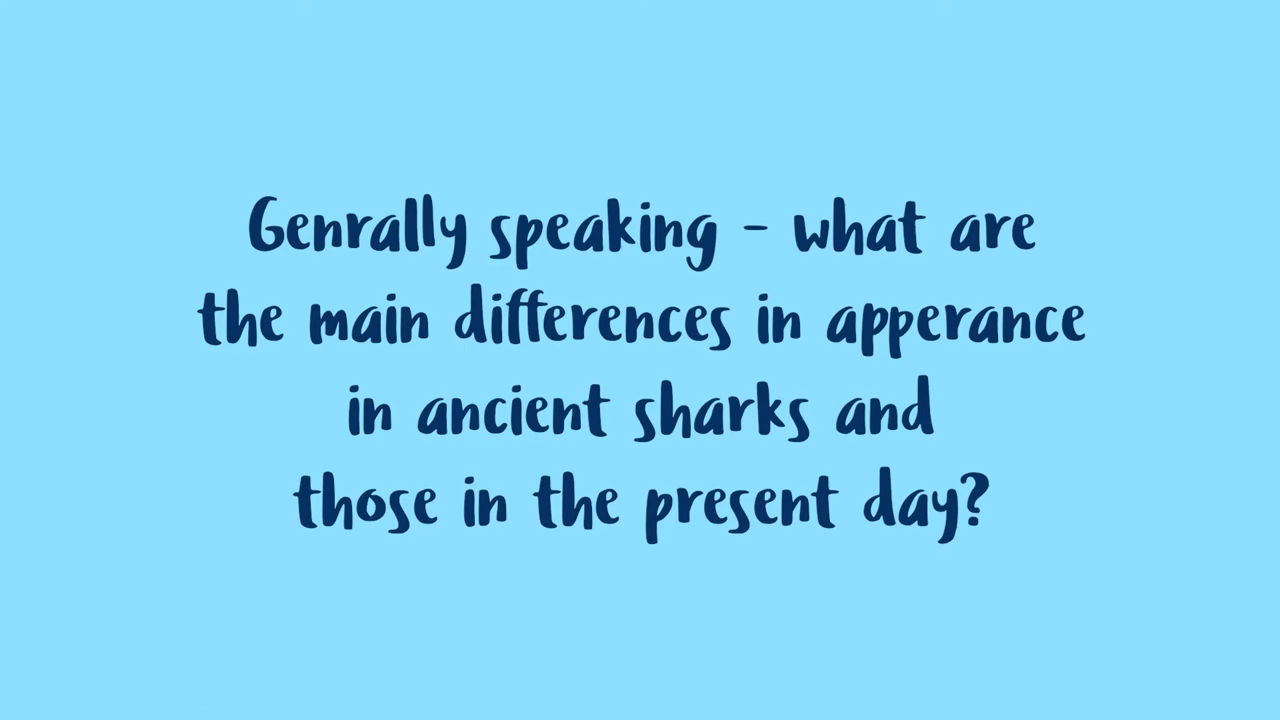 Genrally speaking - what are
the main differences in apperance
in ancient sharks and
those in the present day?